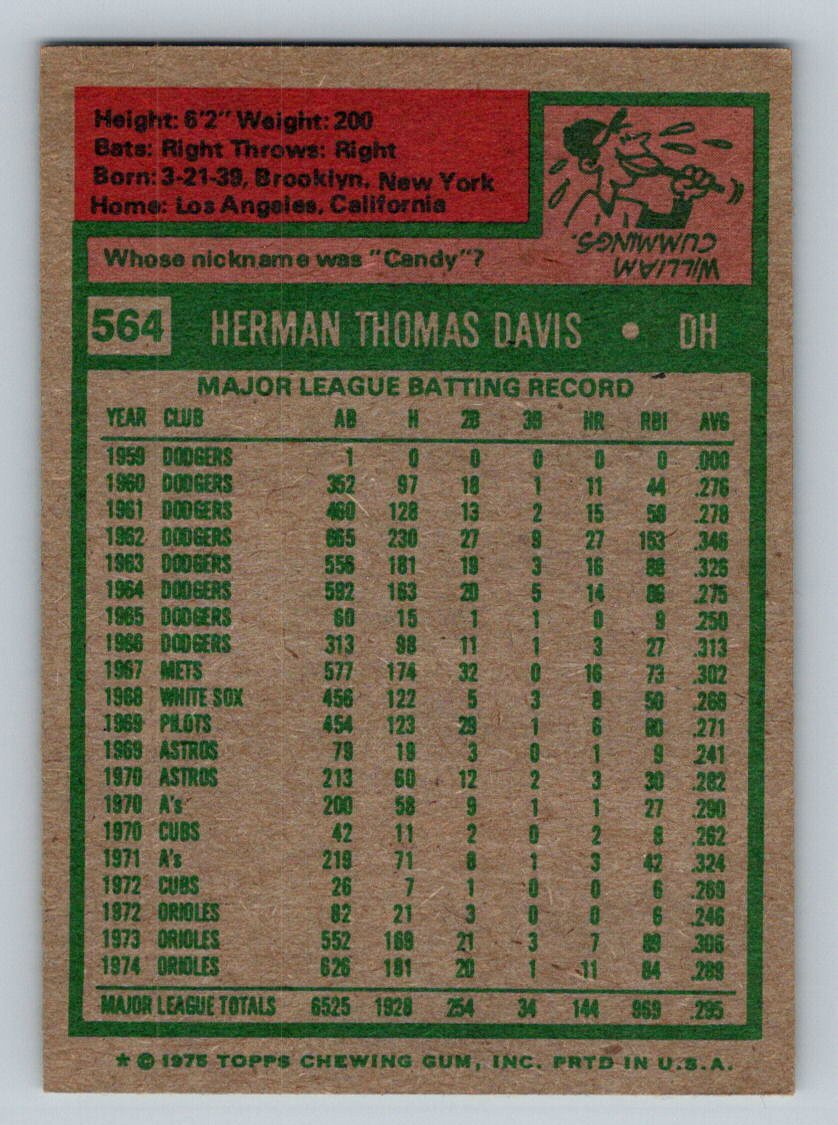 Height: 6'2" Weight: 200
Bats: Right Throws: Right
Born: 3-21-39, Brooklyn, New York
Home: Los Angeles, California
Whose nickname was "Candy"?
WILLIAM
CUMMINGS.
564 HERMAN THOMAS DAVIS • DH
MAJOR LEAGUE BATTING RECORD
YEAR CLUB AB H 2B 3B HR RBI AVG
1959 DODGERS 1 0 0 0 0 0 .000
1960 DODGERS 352 97 18 1 11 44 .276
1961 DODGERS 460 128 13 2 15 58 .278
1962 DODGERS 665 230 27 9 27 153 .346
1963 DODGERS 556 181 19 3 16 88 .326
1964 DODGERS 592 163 20 5 14 86 .275
1965 DODGERS 60 15 1 1 0 9 .250
1966 DODGERS 313 98 11 1 3 27 .313
1967 METS 577 174 32 0 16 73 .302
1968 WHITE SOX 456 122 5 3 8 50 .268
1969 PILOTS 454 123 29 1 6 80 .271
1969 ASTROS 79 19 3 0 1 9 .241
1970 ASTROS 213 60 12 2 3 30 .282
1970 A's 200 58 9 1 1 27 .290
1970 CUBS 42 11 2 0 2 8 .262
1971 A's 219 71 8 1 3 42 .324
1972 CUBS 26 7 1 0 0 6 .269
1972 ORIOLES 82 21 3 0 0 6 .246
1973 ORIOLES 552 169 21 3 7 89 .306
1974 ORIOLES 626 181 20 1 11 84 .289
MAJOR LEAGUE TOTALS 6525 1928 254 34 144 969 .295
* © 1975 TOPPS CHEWING GUM, INC. PRTD IN U.S.A.